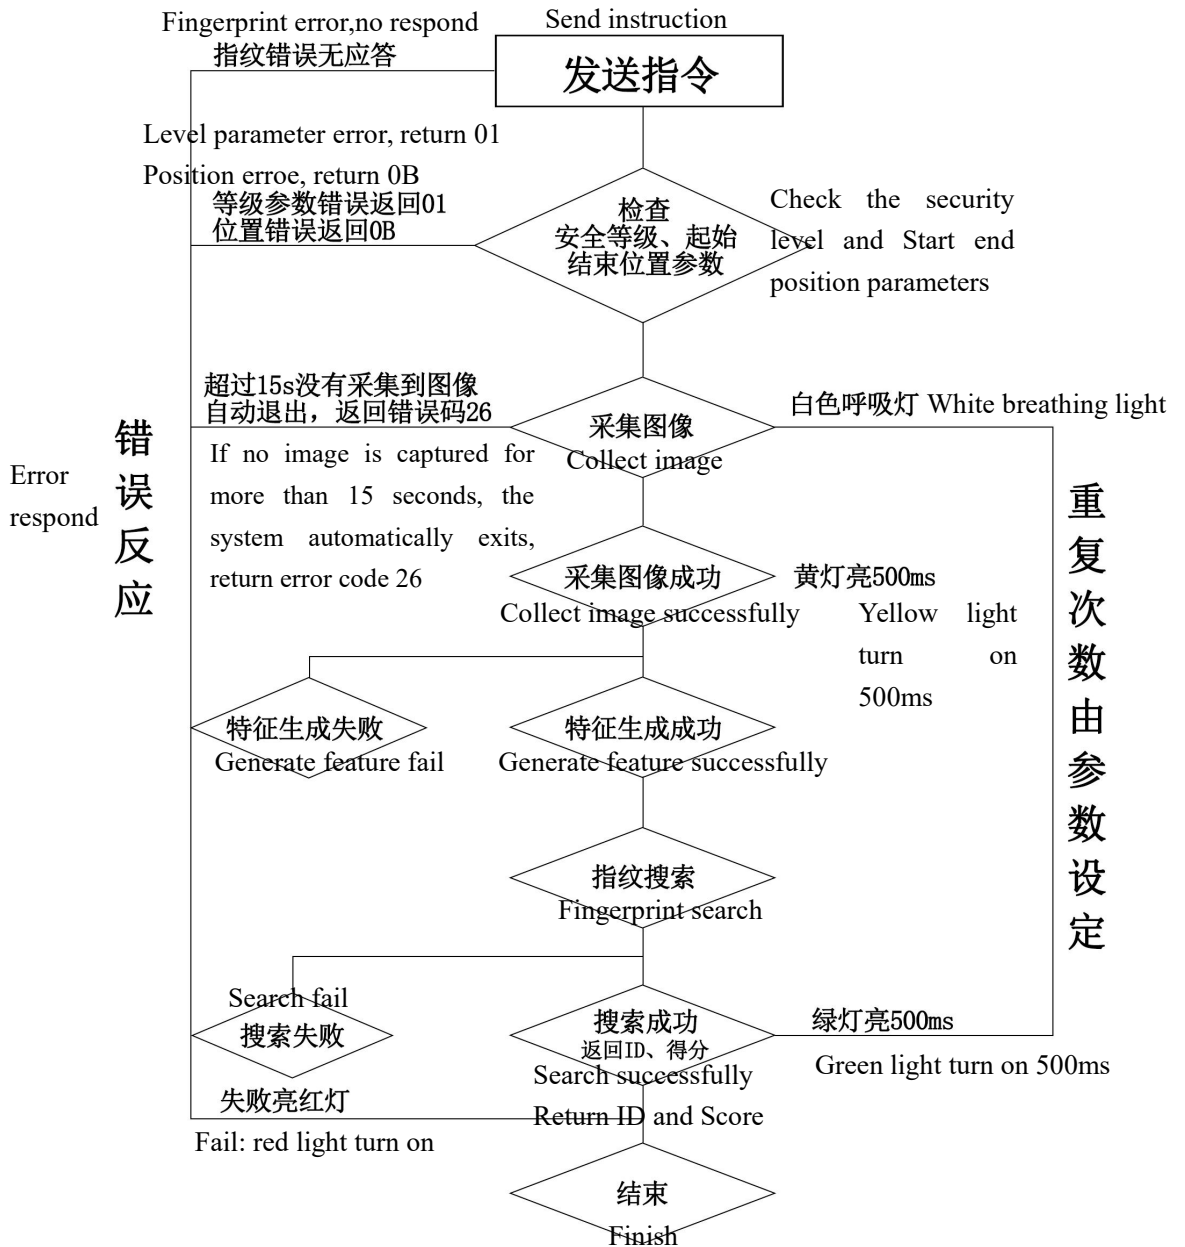 Fingerprint error,no respond
指纹错误无应答
Send instruction
发送指令
Level parameter error, return 01
Position erroe, return 0B
等级参数错误返回01
位置错误返回0B
检查
安全等级、起始
结束位置参数
Check the security
level and Start end
position parameters
超过15s没有采集到图像
自动退出，返回错误码26
If no image is captured for
more than 15 seconds, the
system automatically exits,
return error code 26
采集图像
Collect image
白色呼吸灯 White breathing light
Error
respond
错误反应
重复次数由参数设定
采集图像成功
Collect image successfully
黄灯亮500ms
Yellow light
turn on
500ms
特征生成失败
Generate feature fail
特征生成成功
Generate feature successfully
指纹搜索
Fingerprint search
Search fail
搜索失败
搜索成功
返回ID、得分
Search successfully
Return ID and Score
绿灯亮500ms
Green light turn on 500ms
失败亮红灯
Fail: red light turn on
结束
Finish